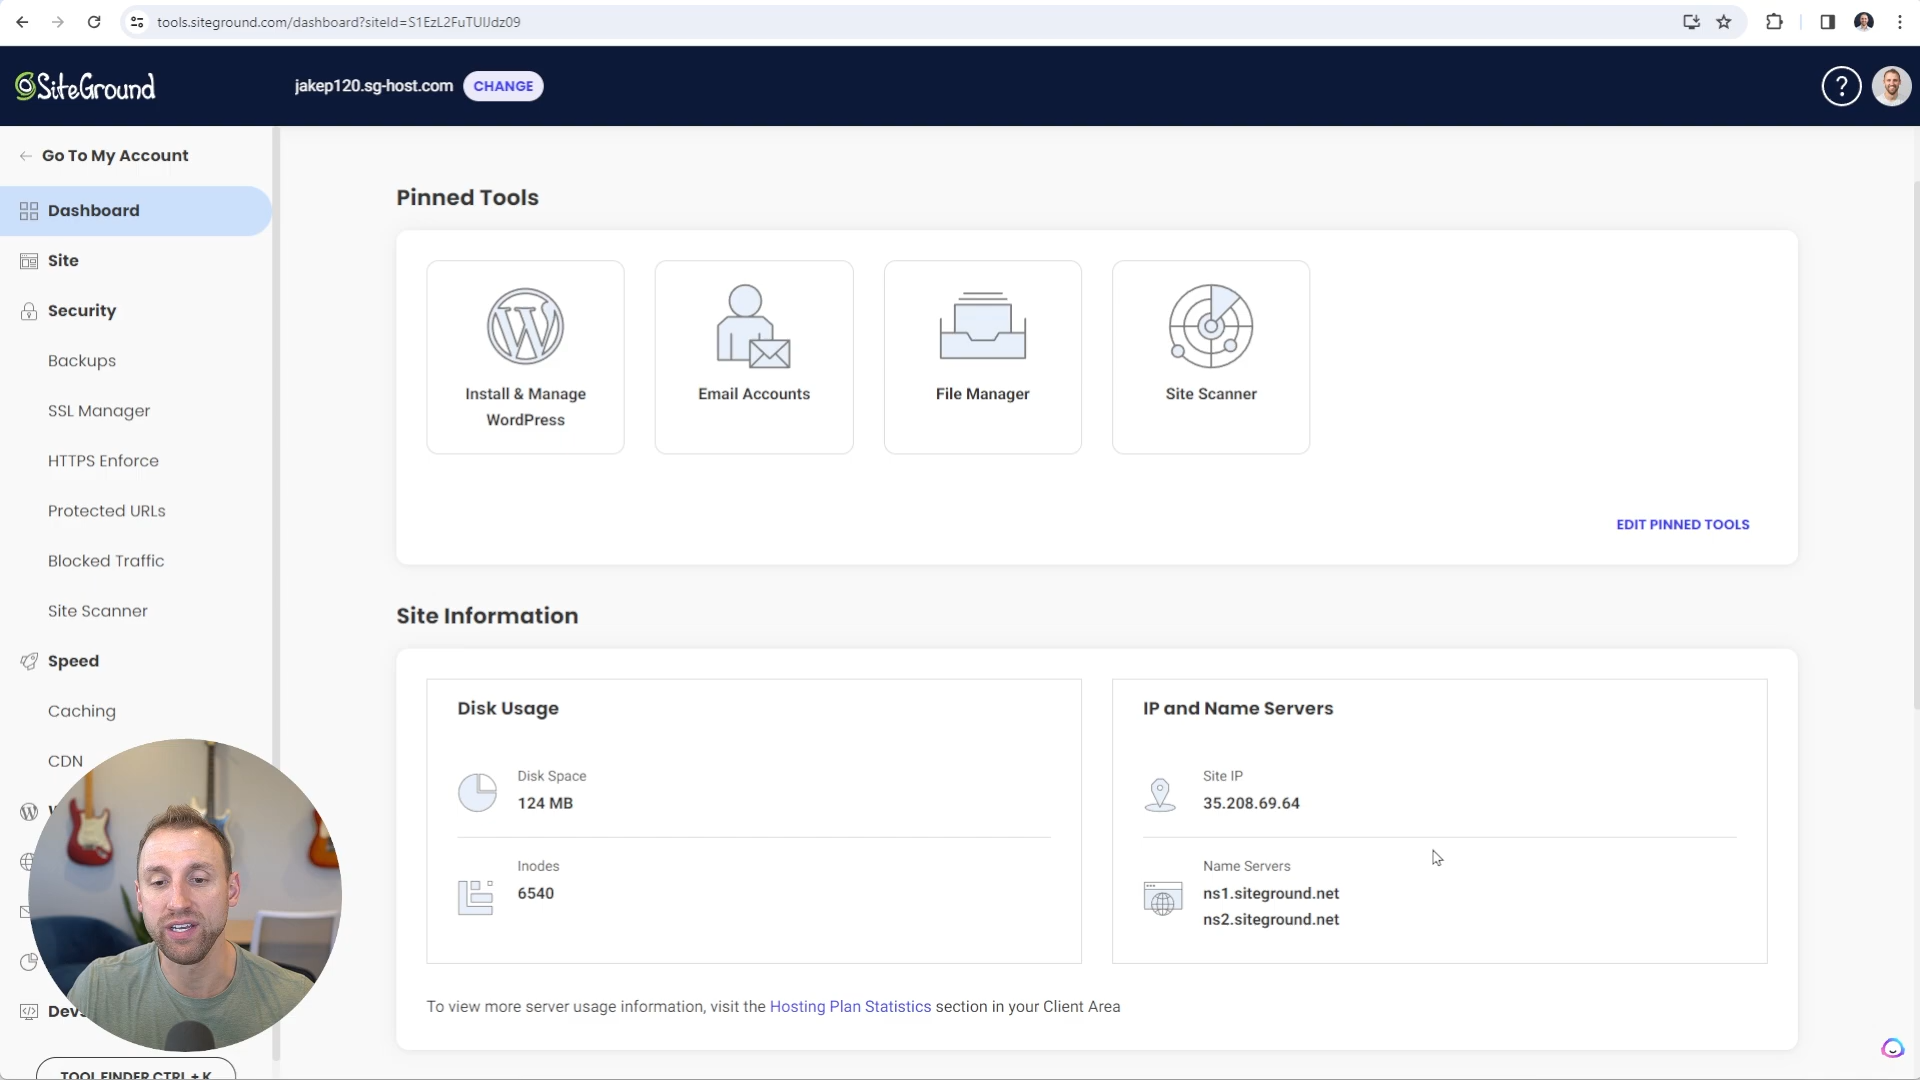 tools.siteground.com/dashboard?siteId=S1EzL2FuTUlJdz09
SiteGround
jakep120.sg-host.com CHANGE
?
Go To My Account
Dashboard
Site
Security
Backups
SSL Manager
HTTPS Enforce
Protected URLs
Blocked Traffic
Site Scanner
Speed
Caching
CDN
TOOL FINDER CTRL + K
Pinned Tools
Install & Manage
WordPress
Email Accounts
File Manager
Site Scanner
EDIT PINNED TOOLS
Site Information
Disk Usage
Disk Space
124 MB
Inodes
6540
IP and Name Servers
Site IP
35.208.69.64
Name Servers
ns1.siteground.net
ns2.siteground.net
To view more server usage information, visit the Hosting Plan Statistics section in your Client Area